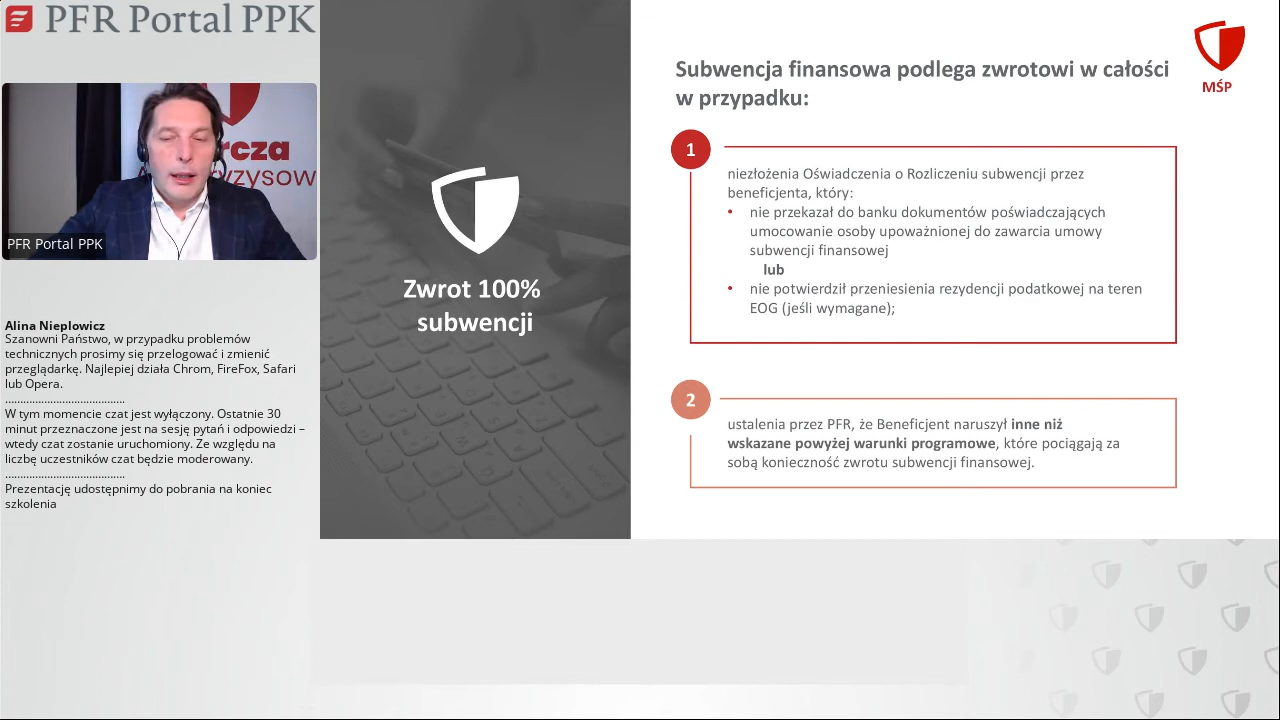 PFR Portal PPK
rcza
yzysow
PFR Portal PPK
Alina Nieplowicz
Szanowni Państwo, w przypadku problemów
technicznych prosimy się przelogować i zmienić
przeglądarkę. Najlepiej działa Chrom, FireFox, Safari
lub Opera.
........................................
W tym momencie czat jest wyłączony. Ostatnie 30
minut przeznaczone jest na sesję pytań i odpowiedzi –
wtedy czat zostanie uruchomiony. Ze względu na
liczbę uczestników czat będzie moderowany.
........................................
Prezentację udostępnimy do pobrania na koniec
szkolenia
Zwrot 100%
subwencji
Subwencja finansowa podlega zwrotowi w całości
w przypadku:
MŚP
1
niezłożenia Oświadczenia o Rozliczeniu subwencji przez
beneficjenta, który:
• nie przekazał do banku dokumentów poświadczających
umocowanie osoby upoważnionej do zawarcia umowy
subwencji finansowej
lub
• nie potwierdził przeniesienia rezydencji podatkowej na teren
EOG (jeśli wymagane);
2
ustalenia przez PFR, że Beneficjent naruszył inne niż
wskazane powyżej warunki programowe, które pociągają za
sobą konieczność zwrotu subwencji finansowej.